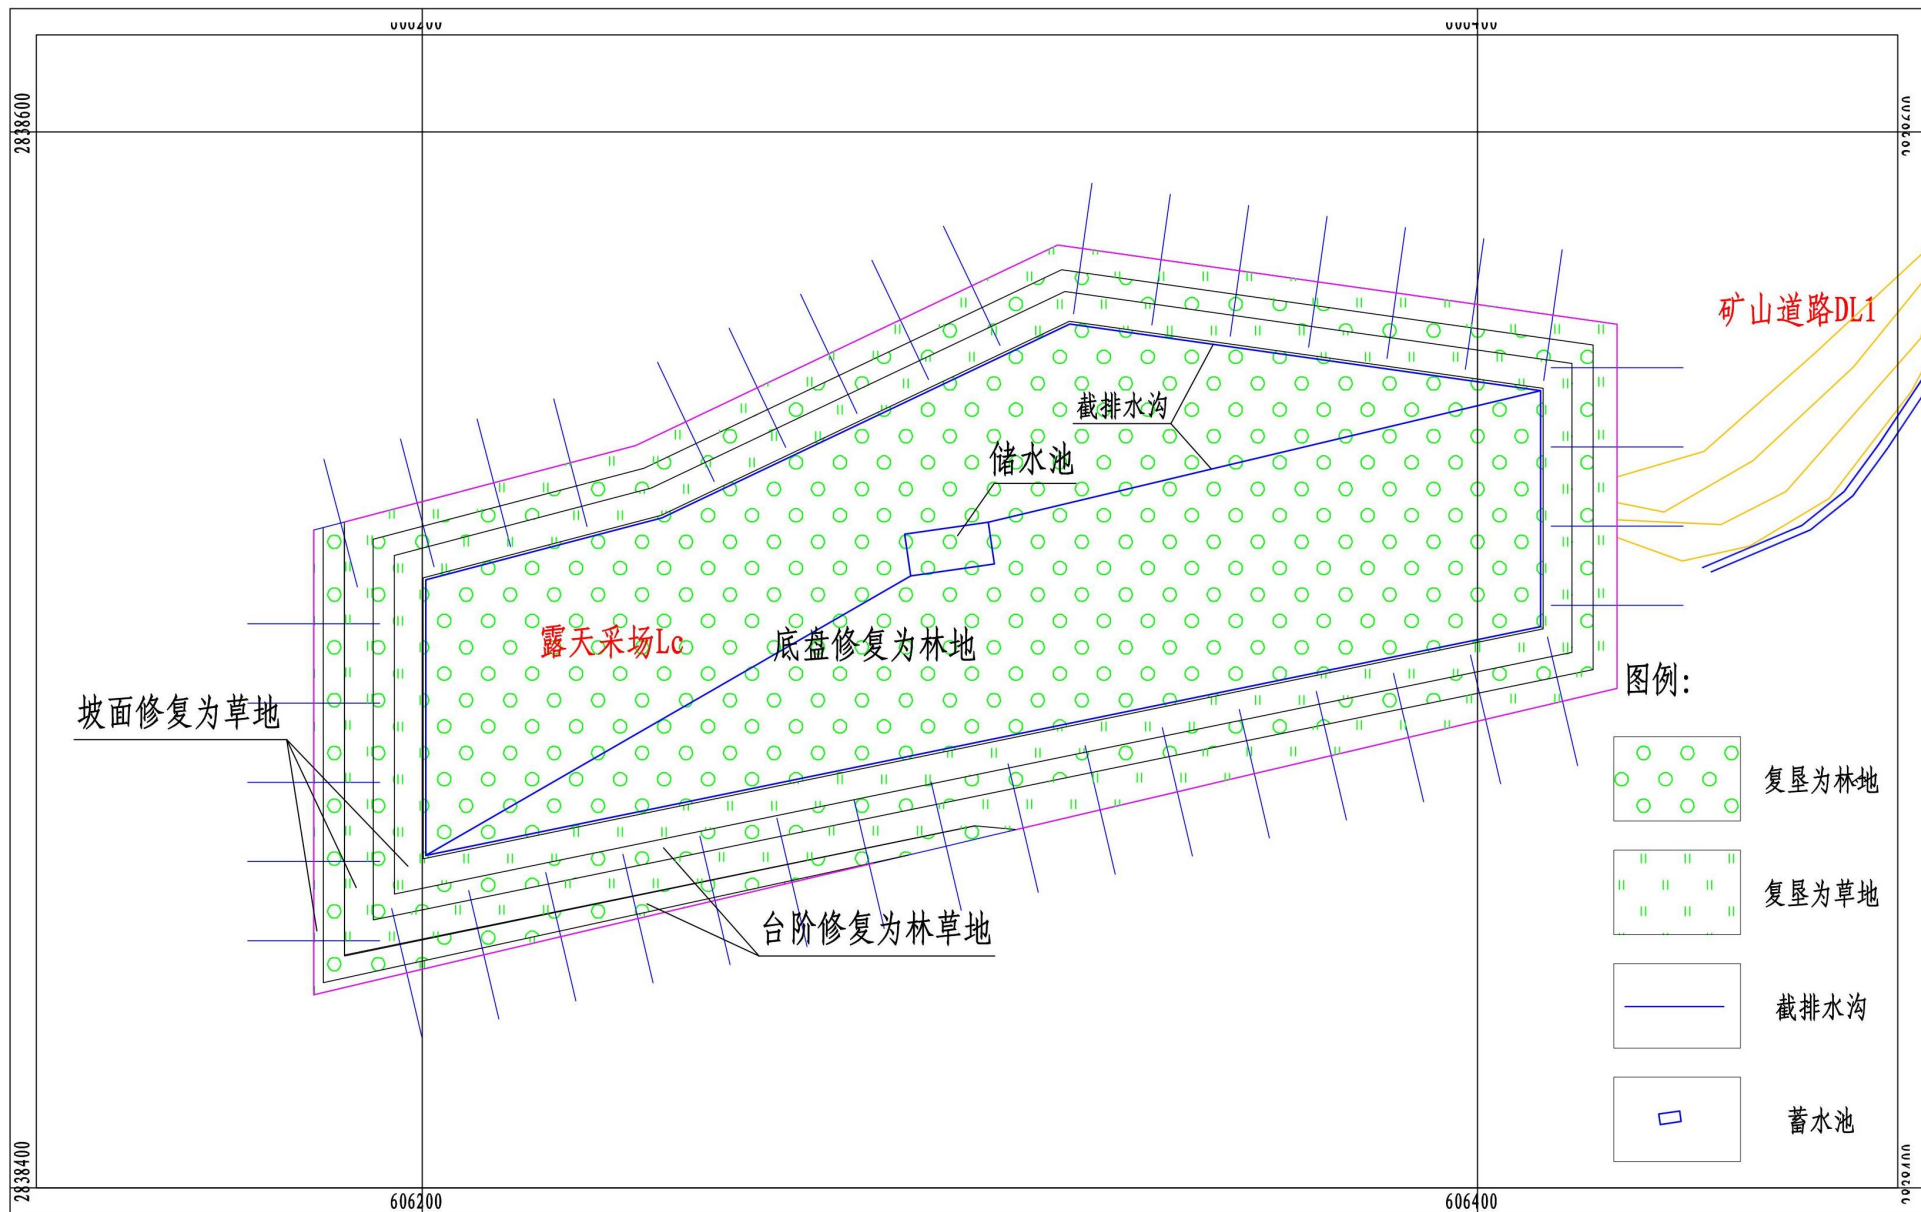 2838600
矿山道路DL1
截排水沟
储水池
露天采场Lc
底盘修复为林地
图例:
坡面修复为草地
复垦为林地
复垦为草地
台阶修复为林草地
截排水沟
蓄水池
2838400
606200
606400